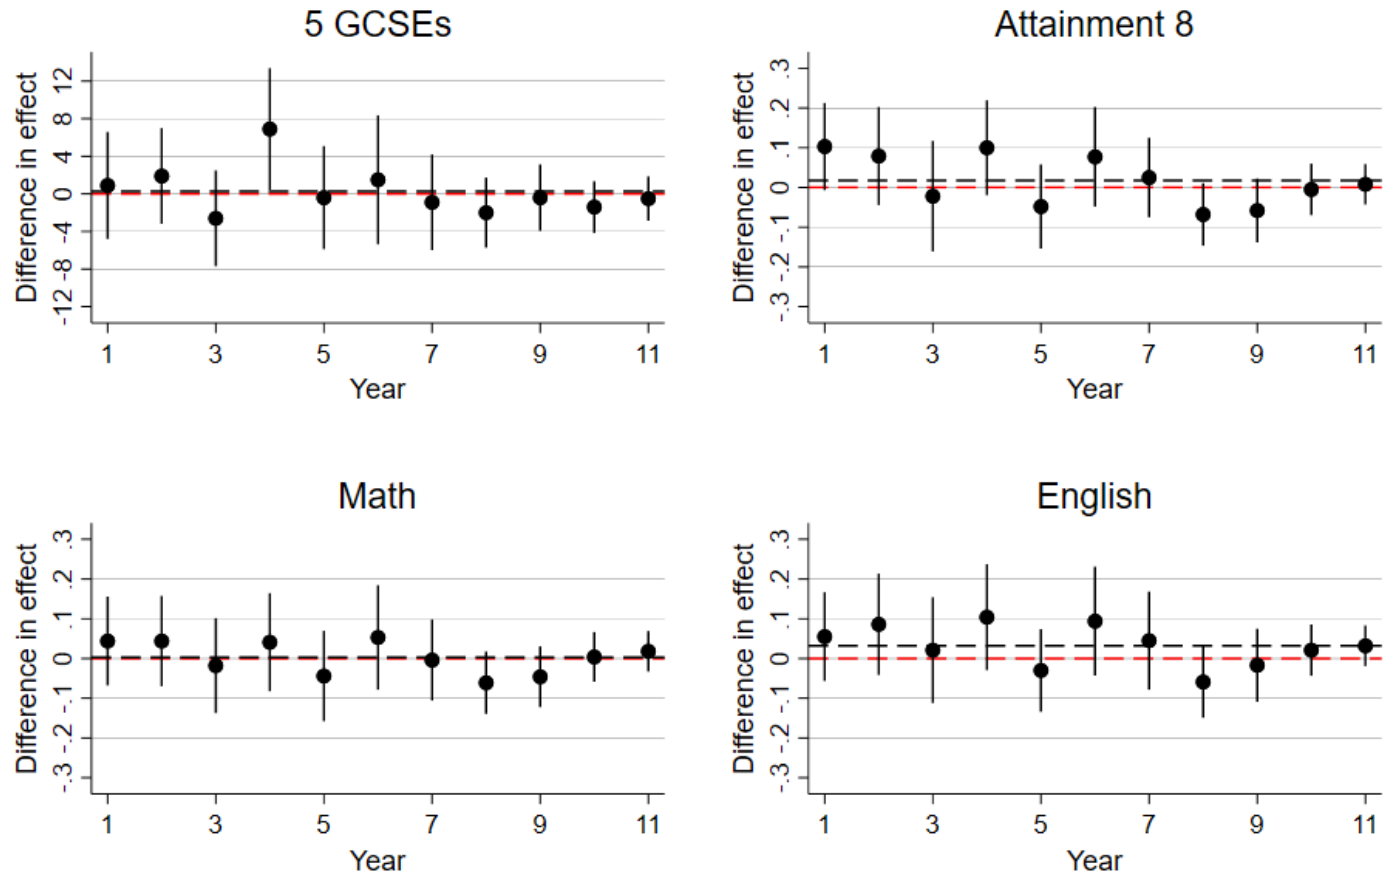 5 GCSEs
Difference in effect
12
8
4
0
-4
-8
-12
1 3 5 7 9 11
Year
Attainment 8
Difference in effect
.3
.2
.1
0
-.1
-.2
-.3
1 3 5 7 9 11
Year
Math
Difference in effect
.3
.2
.1
0
-.1
-.2
-.3
1 3 5 7 9 11
Year
English
Difference in effect
.3
.2
.1
0
-.1
-.2
-.3
1 3 5 7 9 11
Year